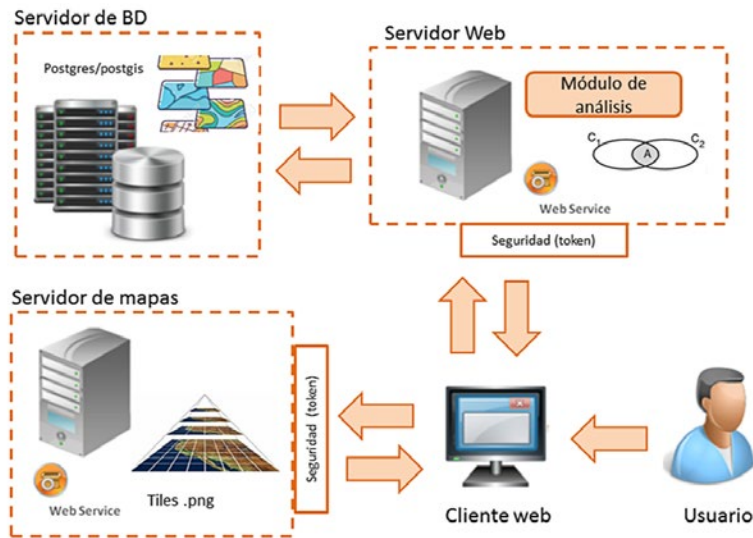 Servidor de BD
Postgres/postgis
Servidor Web
Módulo de
análisis
C1
A
C2
Web Service
Seguridad (token)
Servidor de mapas
Seguridad (token)
Web Service
Tiles .png
Cliente web
Usuario